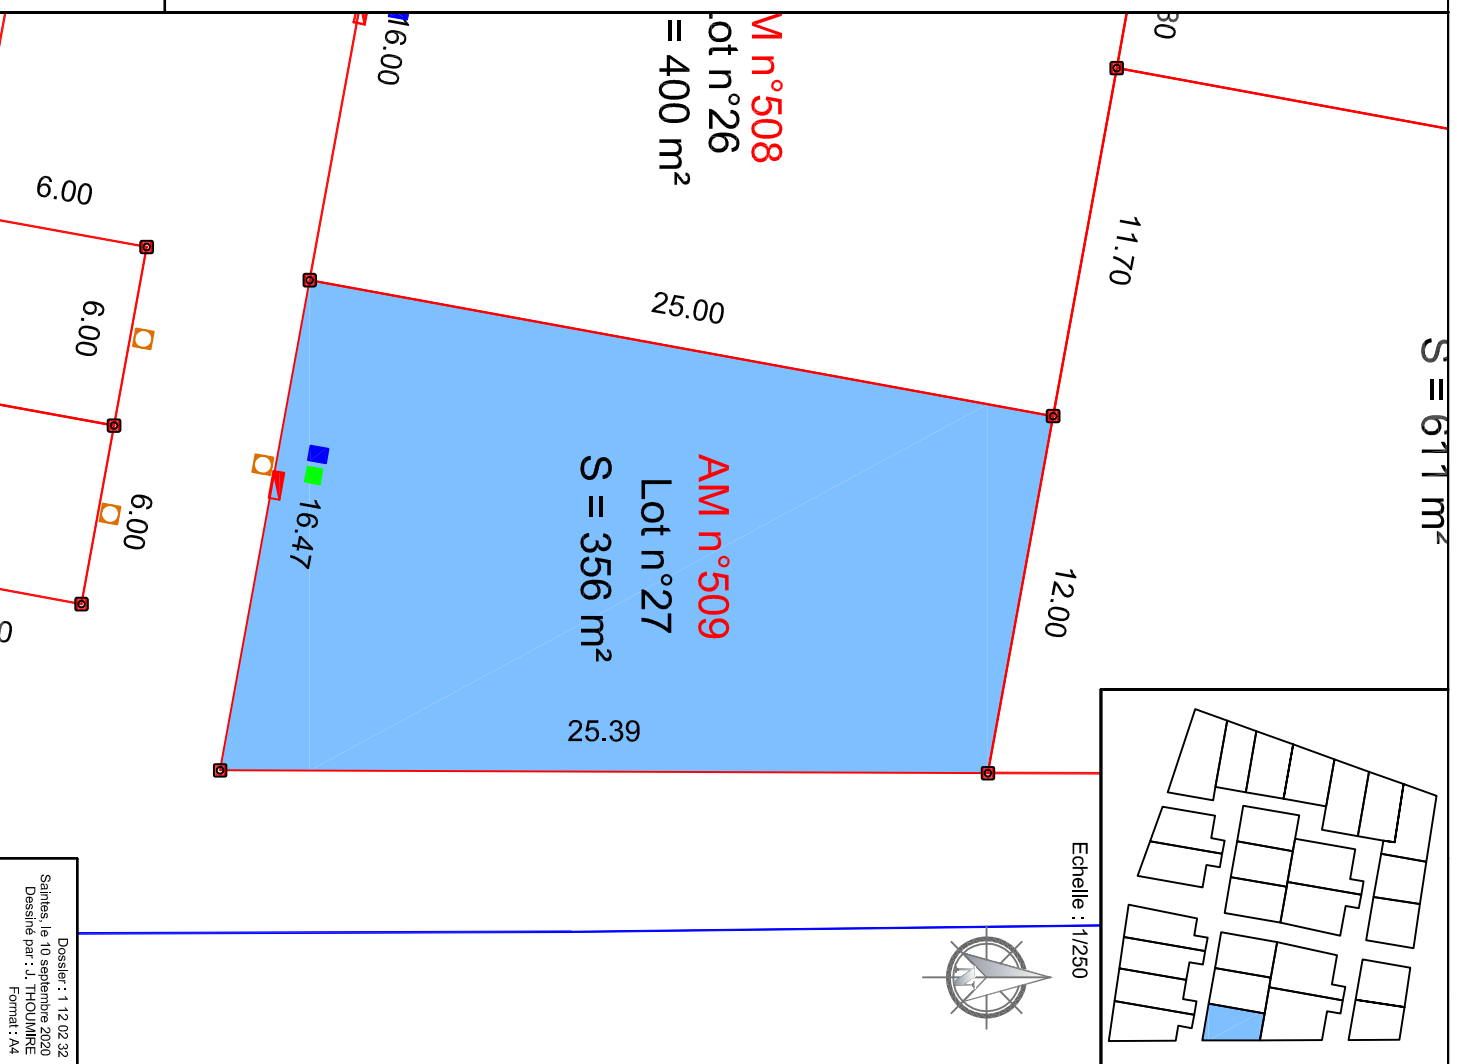 16.00
M n°508
Lot n°26
= 400 m²
6.00
6.00
6.00
25.00
11.70
S = 611 m²
AM n°509
Lot n°27
S = 356 m²
16.47
12.00
25.39
Echelle : 1/250
N
Dossier : 1 12 02 32
Saintes, le 10 septembre 2020
Dessiné par : J. THOUMIRE
Format : A4